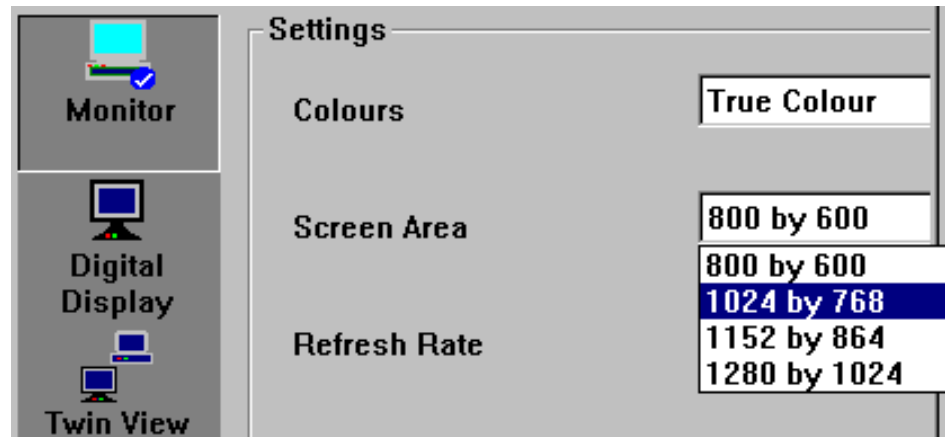 Monitor
Digital
Display
Twin View
Settings
Colours
True Colour
Screen Area
800 by 600
800 by 600
1024 by 768
1152 by 864
1280 by 1024
Refresh Rate